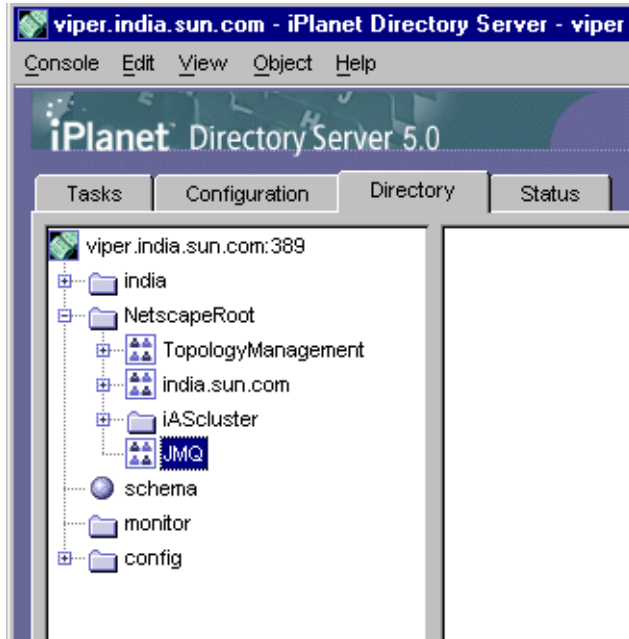 viper.india.sun.com - iPlanet Directory Server - viper
Console Edit View Object Help
iPlanet Directory Server 5.0
Tasks Configuration Directory Status
viper.india.sun.com:389
india
NetscapeRoot
TopologyManagement
india.sun.com
iAScluster
JMQ
schema
monitor
config